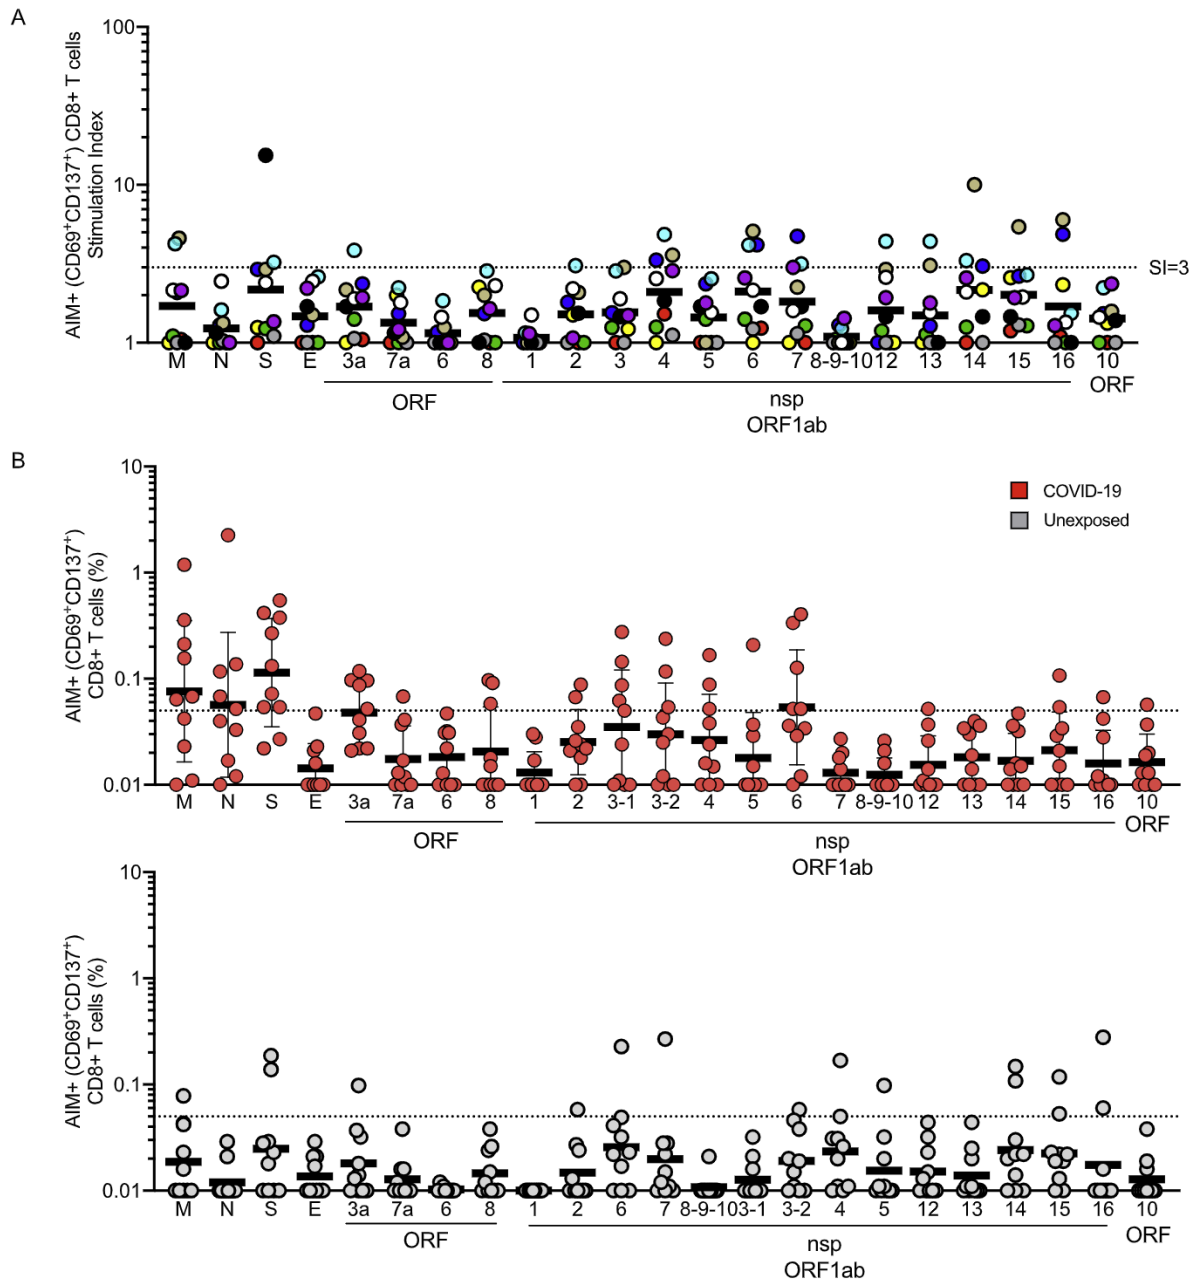 A
AIM+ (CD69+CD137+) CD8+ T cells
Stimulation Index
100
10
1
SI=3
M N S E 3a 7a 6 8 1 2 3 4 5 6 7 8-9-10 12 13 14 15 16 10
ORF nsp ORF
ORF1ab
B
AIM+ (CD69+CD137+)
CD8+ T cells (%)
10
1
0.1
0.01
COVID-19
Unexposed
M N S E 3a 7a 6 8 1 2 3-1 3-2 4 5 6 7 8-9-10 12 13 14 15 16 10
ORF nsp ORF
ORF1ab
AIM+ (CD69+CD137+)
CD8+ T cells (%)
10
1
0.1
0.01
M N S E 3a 7a 6 8 1 2 6 7 8-9-10 3-1 3-2 4 5 12 13 14 15 16 10
ORF nsp ORF
ORF1ab